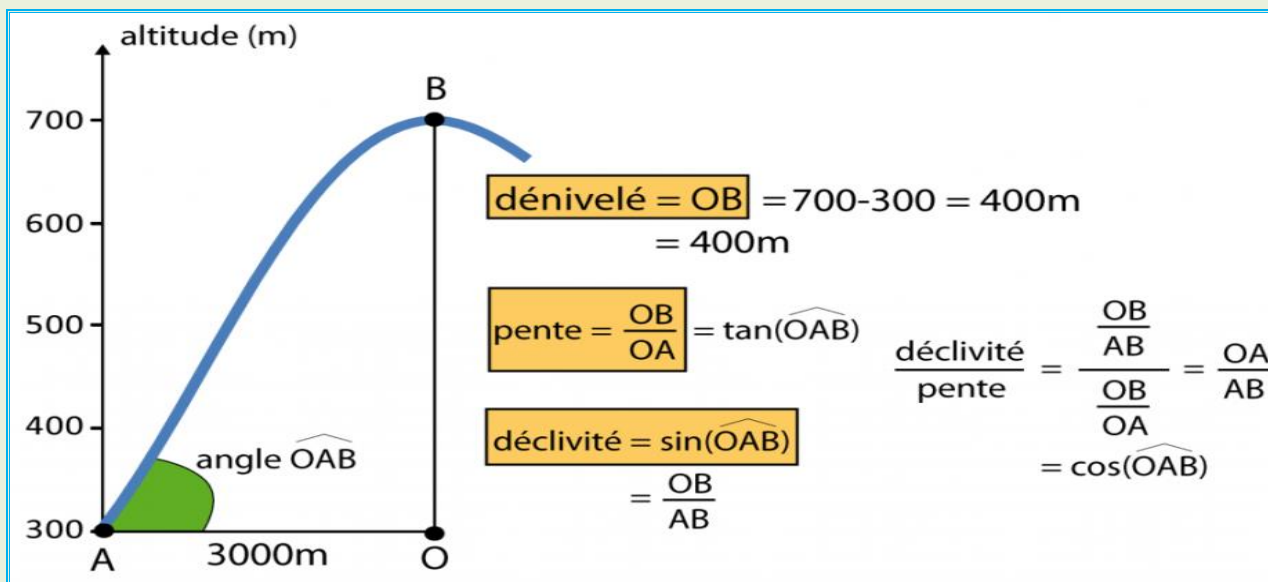 altitude (m)
B
700
dénivelé = OB =700-300 = 400m
= 400m
600
500
pente = OB/OA = tan(OAB)
déclivité/pente = (OB/AB)/(OB/OA) = OA/AB
= cos(OAB)
400
déclivité = sin(OAB)
= OB/AB
angle OAB
300
A
3000m
O